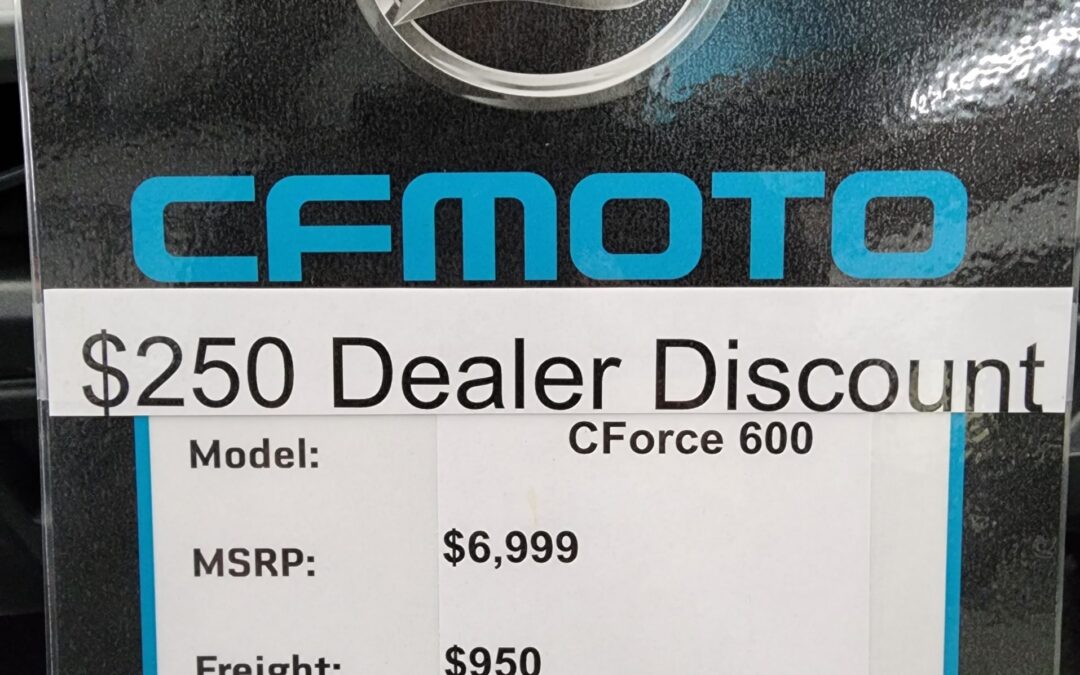 CFMOTO
$250 Dealer Discount
Model: CForce 600
MSRP: $6,999
Freight: $950